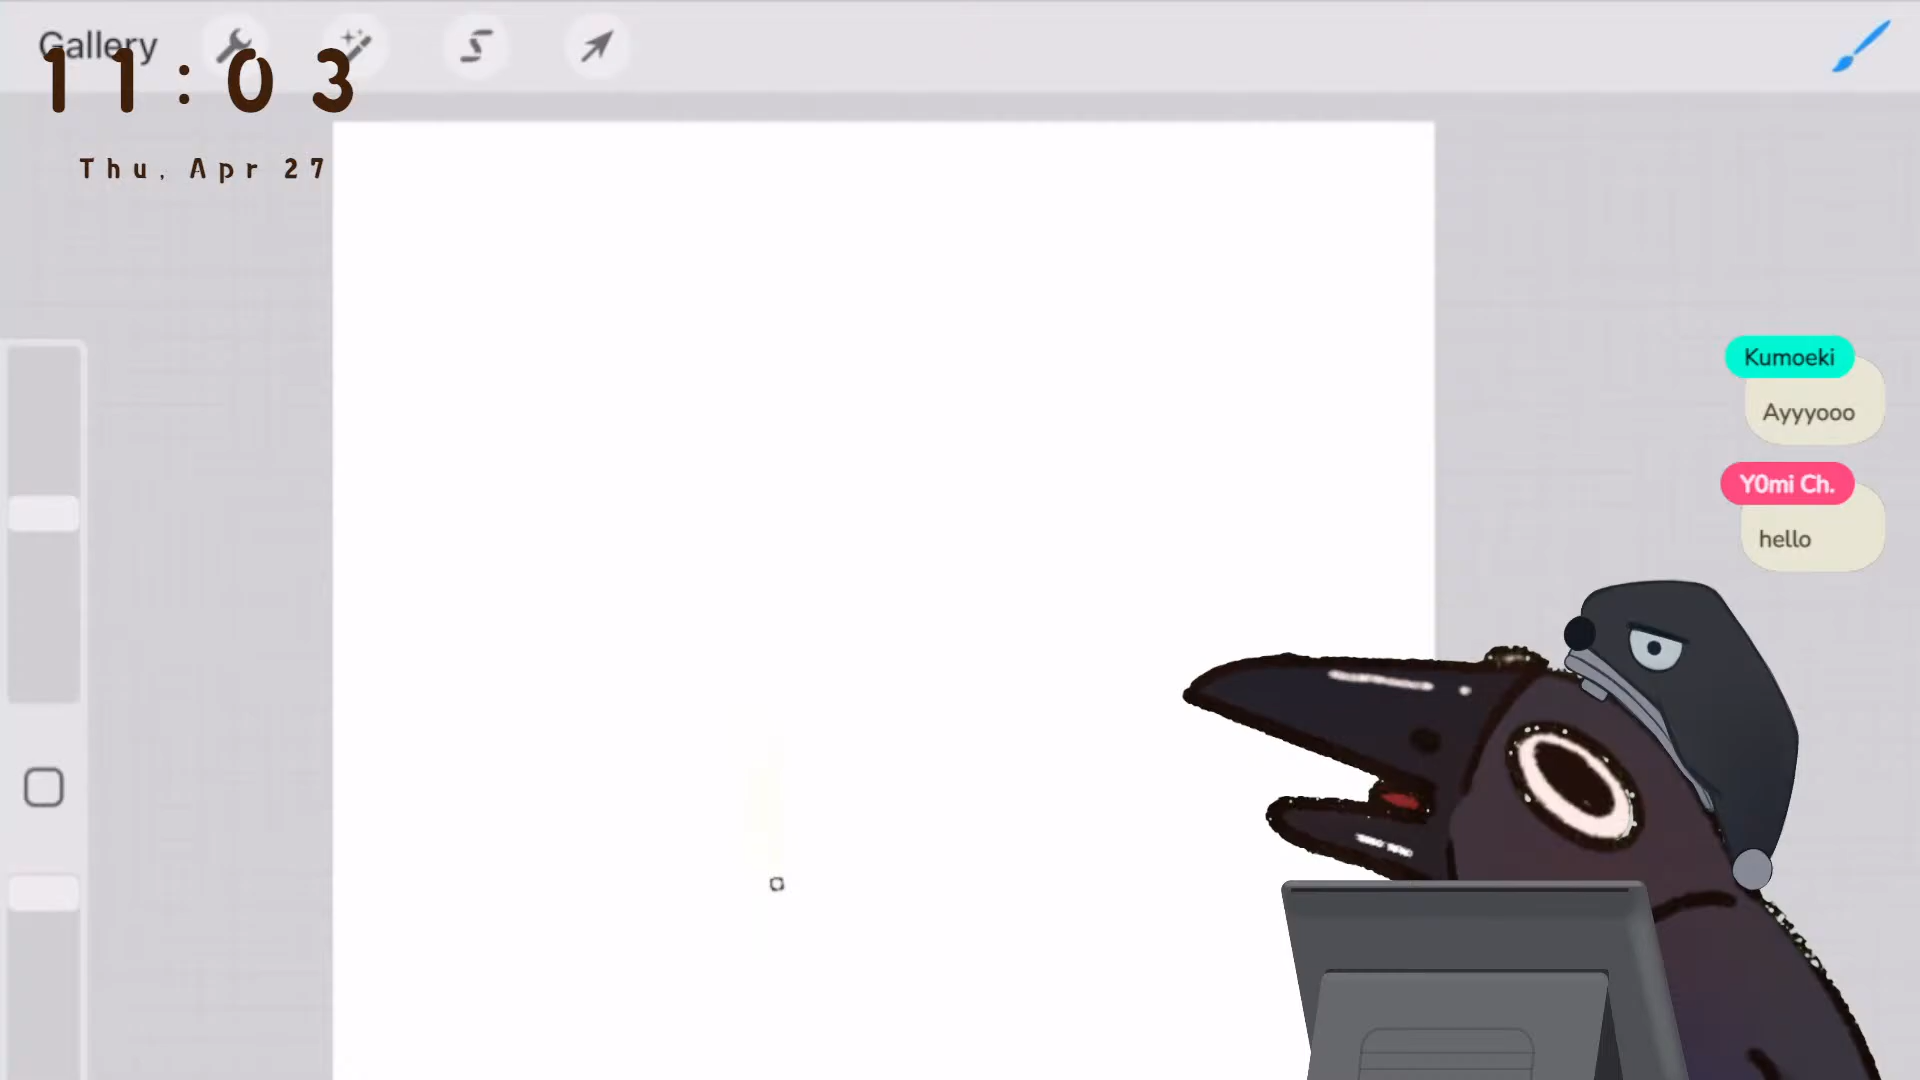 Gallery
11:03
Thu, Apr 27
Kumoeki
Ayyyooo
Y0mi Ch.
hello